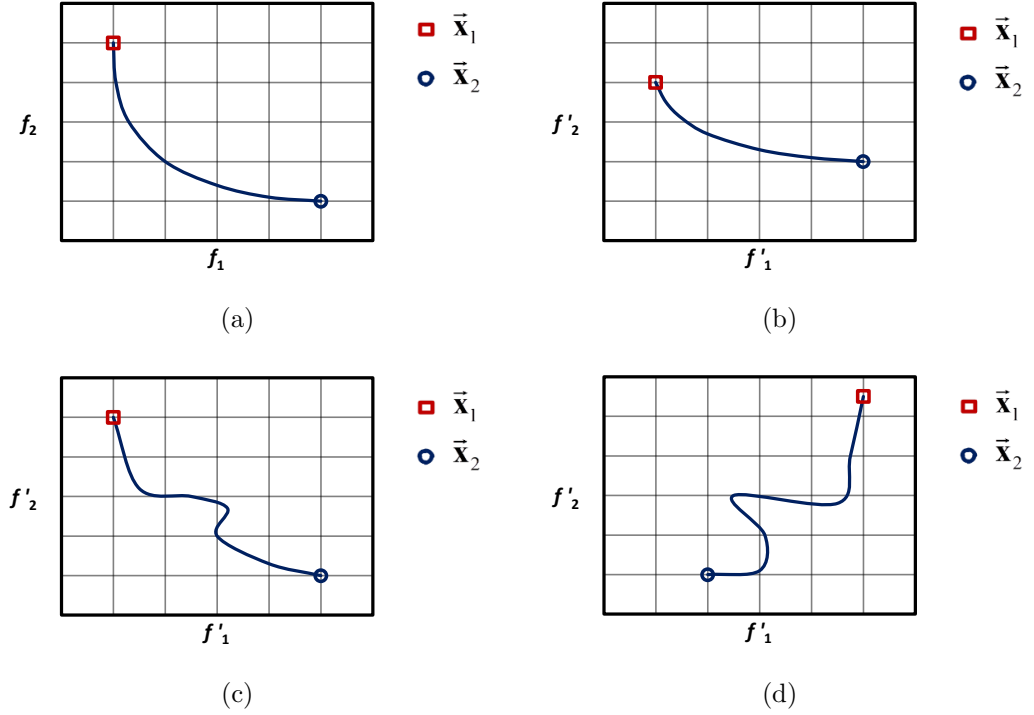 x⃗₁
x⃗₂
f₂
f₁
(a)
x⃗₁
x⃗₂
f'₂
f'₁
(b)
x⃗₁
x⃗₂
f'₂
f'₁
(c)
x⃗₁
x⃗₂
f'₂
f'₁
(d)